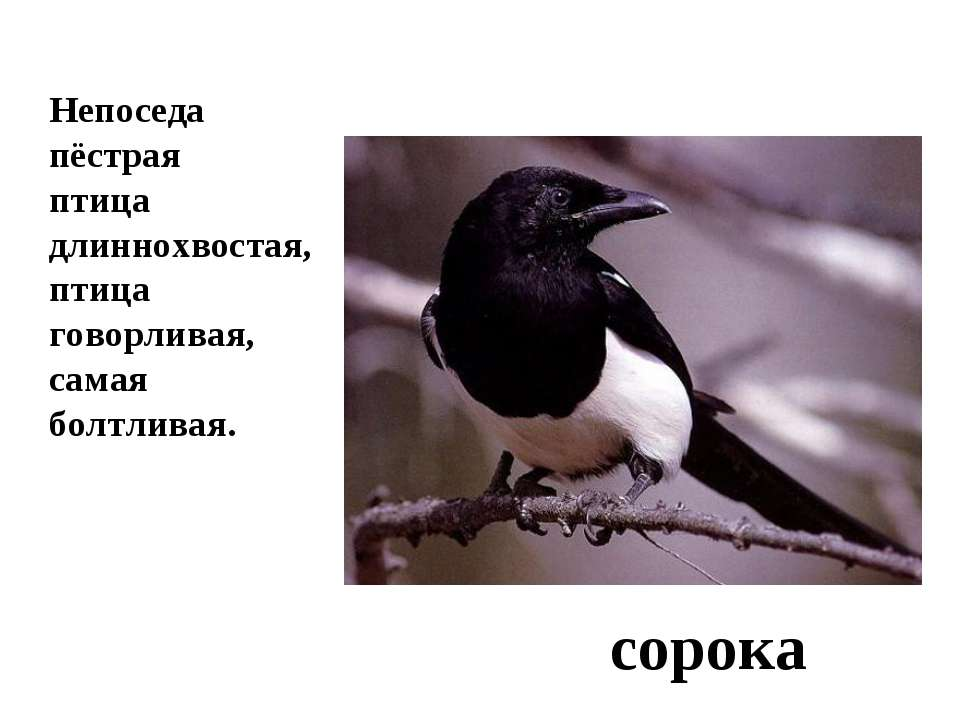 Непоседа
пёстрая
птица
длиннохвостая,
птица
говорливая,
самая
болтливая.
сорока